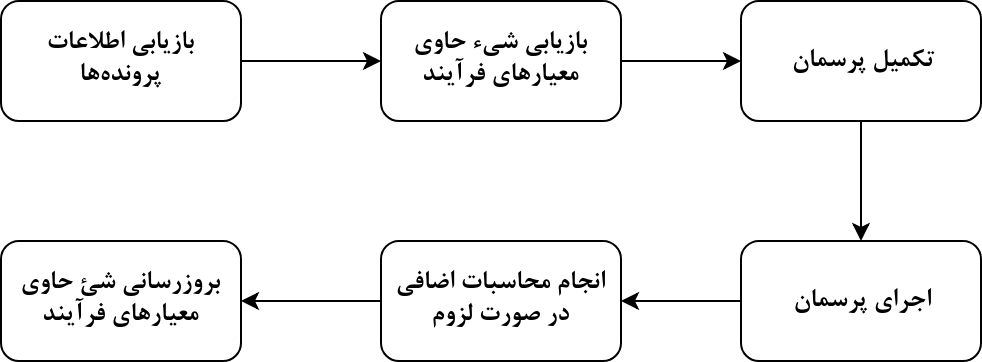 بازیابی اطلاعات
پرونده‌ها
بازیابی شیء حاوی
معیارهای فرآیند
تکمیل پرسمان
اجرای پرسمان
انجام محاسبات اضافی
در صورت لزوم
بروزرسانی شئ حاوی
معیارهای فرآیند